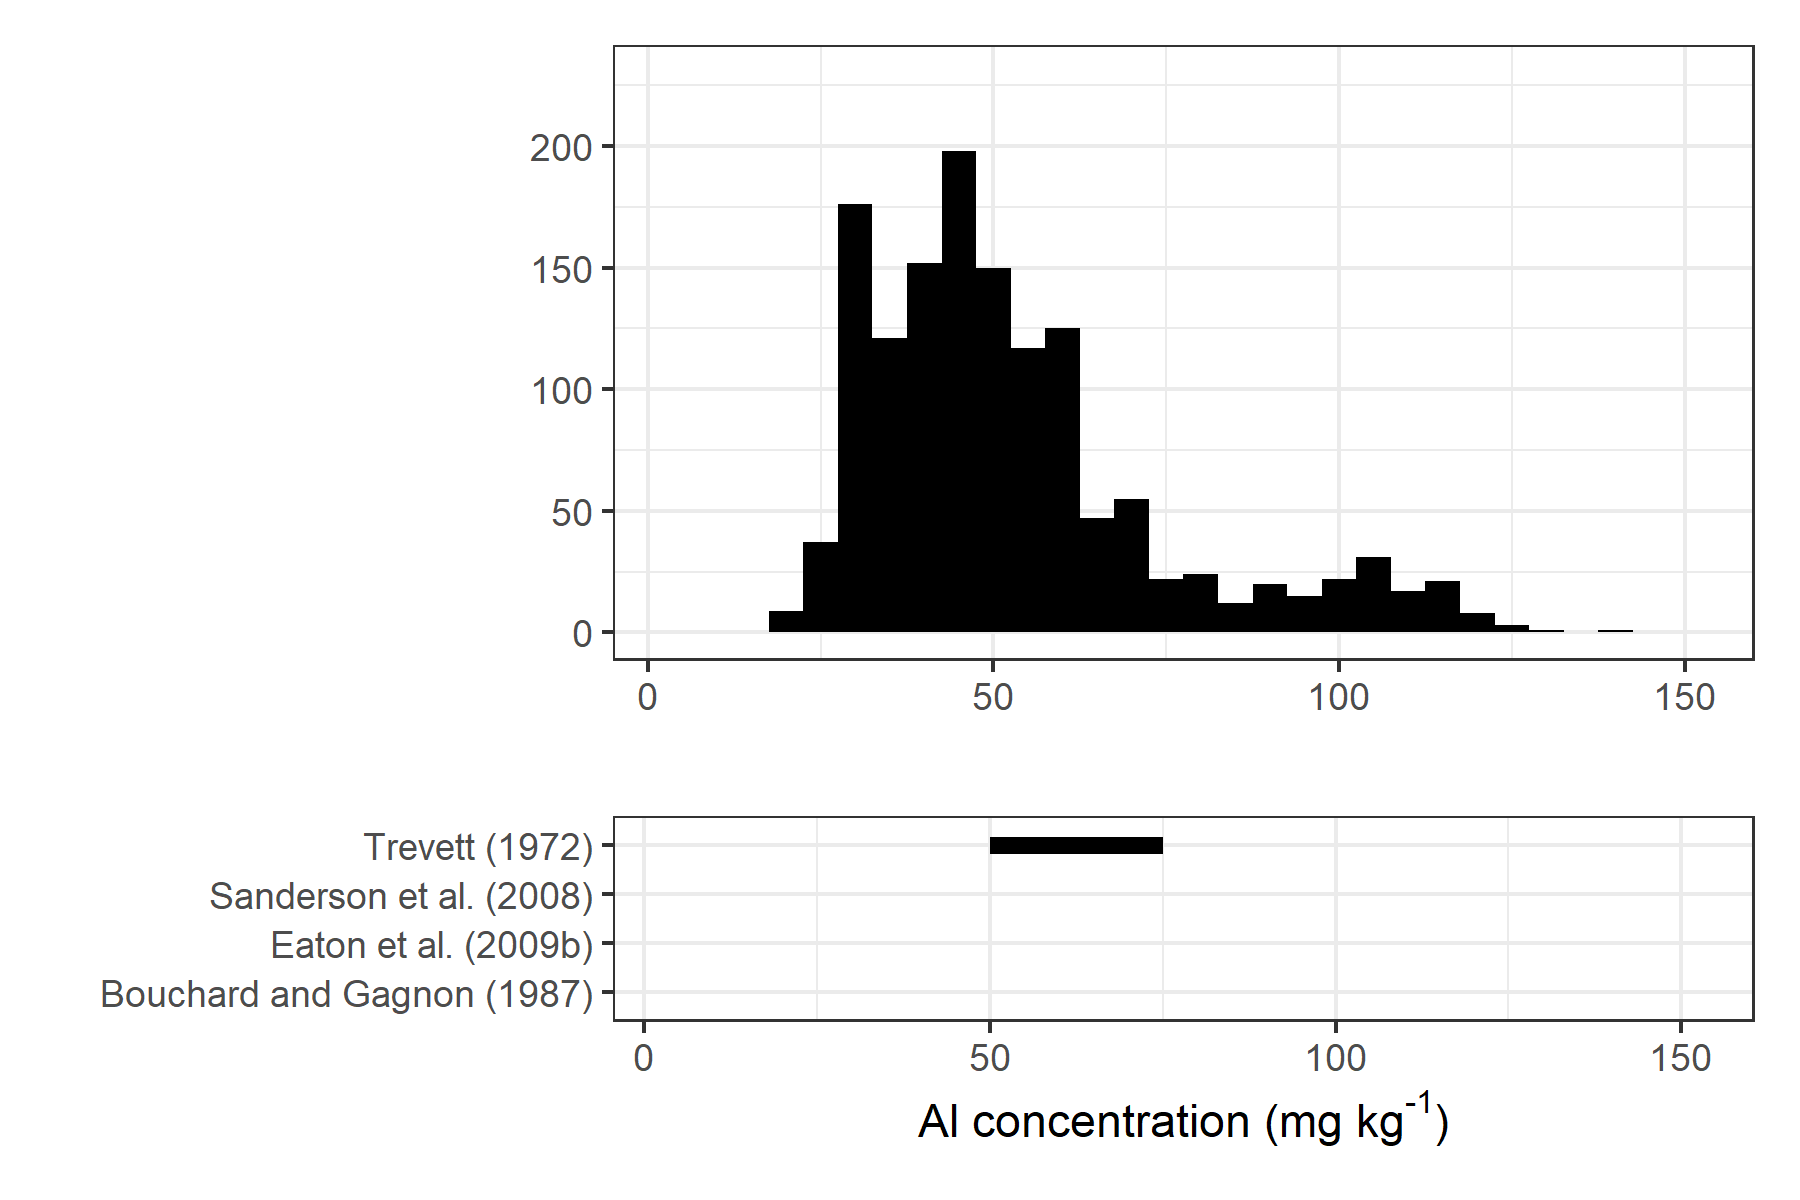 200
150
100
50
0
0 50 100 150
Trevett (1972)
Sanderson et al. (2008)
Eaton et al. (2009b)
Bouchard and Gagnon (1987)
0 50 100 150
Al concentration (mg kg⁻¹)